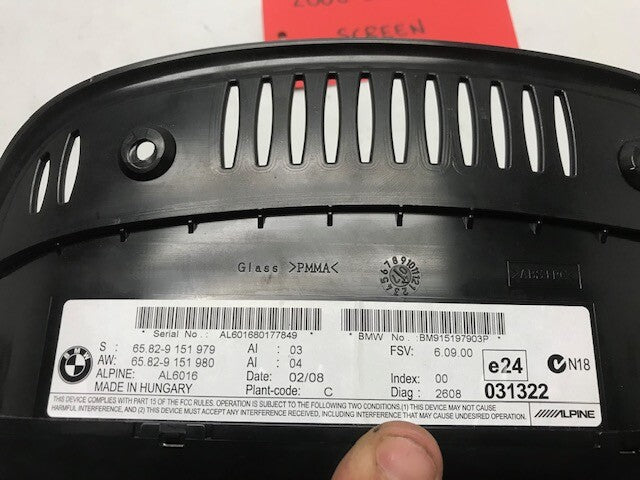 SCREEN
Glass >PMMA<
>ABS+PC<
*Serial No.: AL601680177849*
*BMW No.: BM915197903P*
S : 65.82-9 151 979 AI : 03 FSV: 6.09.00
AW: 65.82-9 151 980 AI : 04
ALPINE: AL6016 Date: 02/08 Index: 00
MADE IN HUNGARY Plant-code: C Diag : 2608
e24
031322
N18
THIS DEVICE COMPLIES WITH PART 15 OF THE FCC RULES. OPERATION IS SUBJECT TO THE FOLLOWING TWO CONDITIONS.(1) THIS DEVICE MAY NOT CAUSE
HARMFUL INTERFERENCE, AND (2) THIS DEVICE MUST ACCEPT ANY INTERFERENCE RECEIVED, INCLUDING INTERFERENCE THAT MAY CAUSE UNDESIRED OPERATION.
ALPINE
BMW